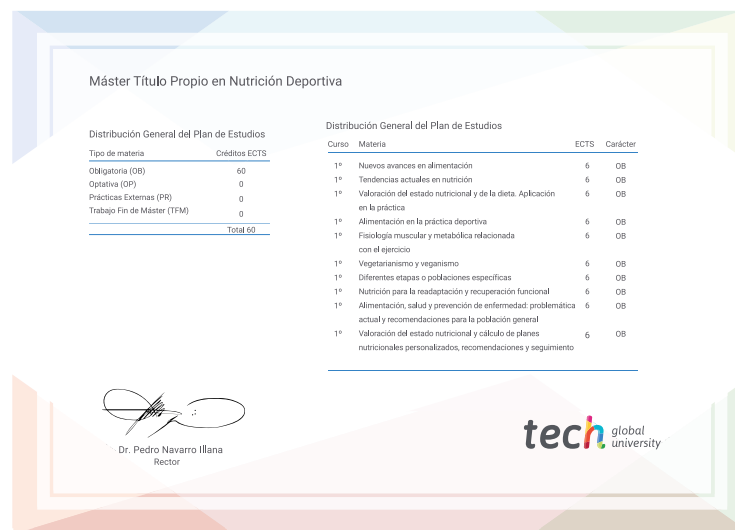 Máster Título Propio en Nutrición Deportiva
Distribución General del Plan de Estudios
Tipo de materia Créditos ECTS
Obligatoria (OB) 60
Optativa (OP) 0
Prácticas Externas (PR) 0
Trabajo Fin de Máster (TFM) 0
Total 60
Distribución General del Plan de Estudios
Curso Materia ECTS Carácter
1º Nuevos avances en alimentación 6 OB
1º Tendencias actuales en nutrición 6 OB
1º Valoración del estado nutricional y de la dieta. Aplicación 6 OB
en la práctica
1º Alimentación en la práctica deportiva 6 OB
1º Fisiología muscular y metabólica relacionada 6 OB
con el ejercicio
1º Vegetarianismo y veganismo 6 OB
1º Diferentes etapas o poblaciones específicas 6 OB
1º Nutrición para la readaptación y recuperación funcional 6 OB
1º Alimentación, salud y prevención de enfermedad: problemática 6 OB
actual y recomendaciones para la población general
1º Valoración del estado nutricional y cálculo de planes 6 OB
nutricionales personalizados, recomendaciones y seguimiento
Dr. Pedro Navarro Illana
Rector
tech global
university